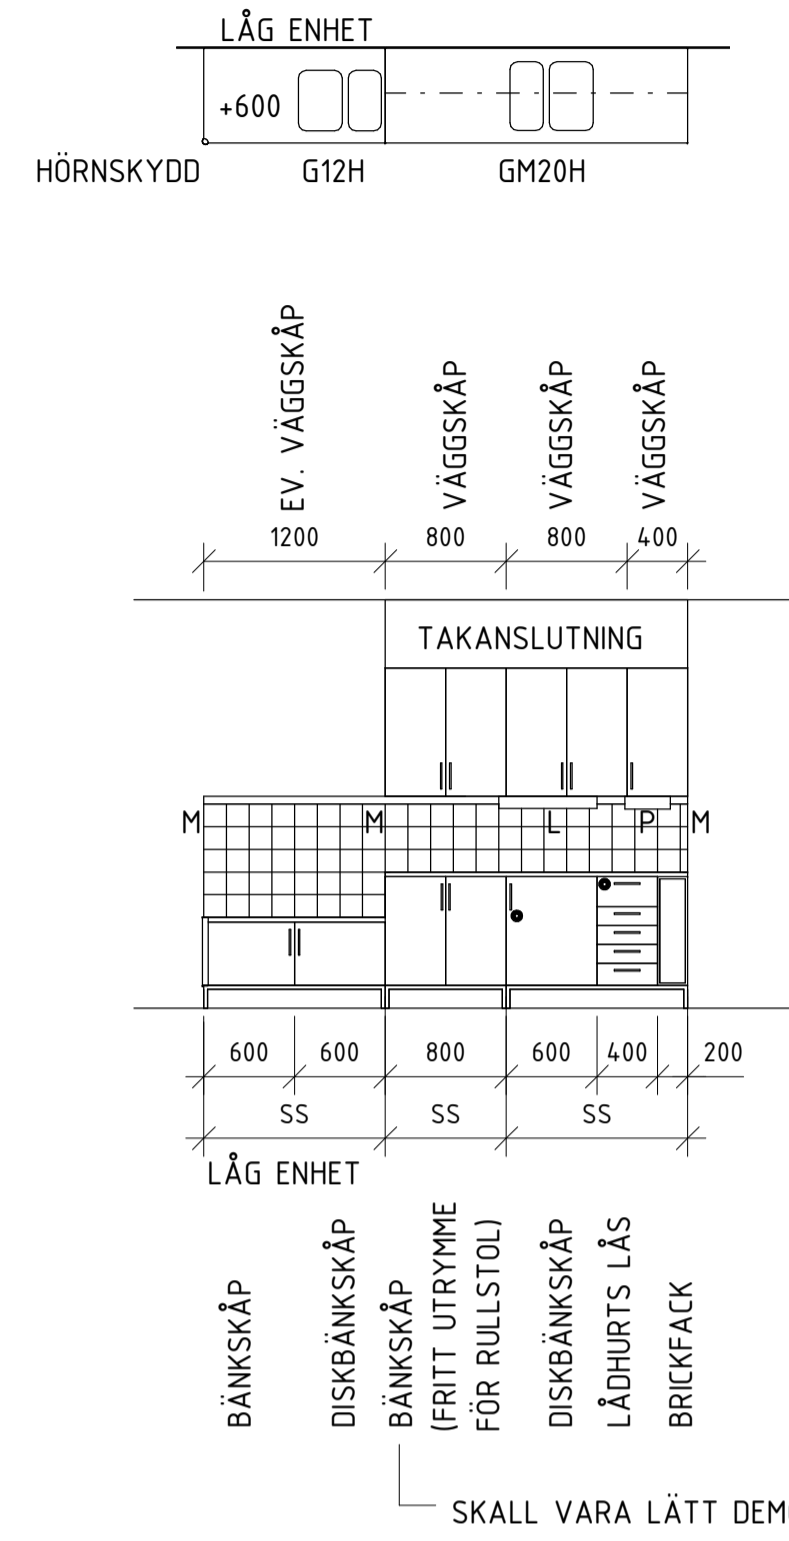 LÅG ENHET
+600
HÖRNSKYDD
G12H
GM20H
EV. VÄGGSKÅP
VÄGGSKÅP
VÄGGSKÅP
VÄGGSKÅP
1200
800
800
400
TAKANSLUTNING
M
M
L
P
M
600
600
800
600
400
200
SS
SS
SS
LÅG ENHET
BÄNKSKÅP
DISKBÄNKSKÅP
BÄNKSKÅP
(FRITT UTRYMME
FÖR RULLSTOL)
DISKBÄNKSKÅP
LÅDHURTS LÅS
BRICKFACK
SKALL VARA LÄTT